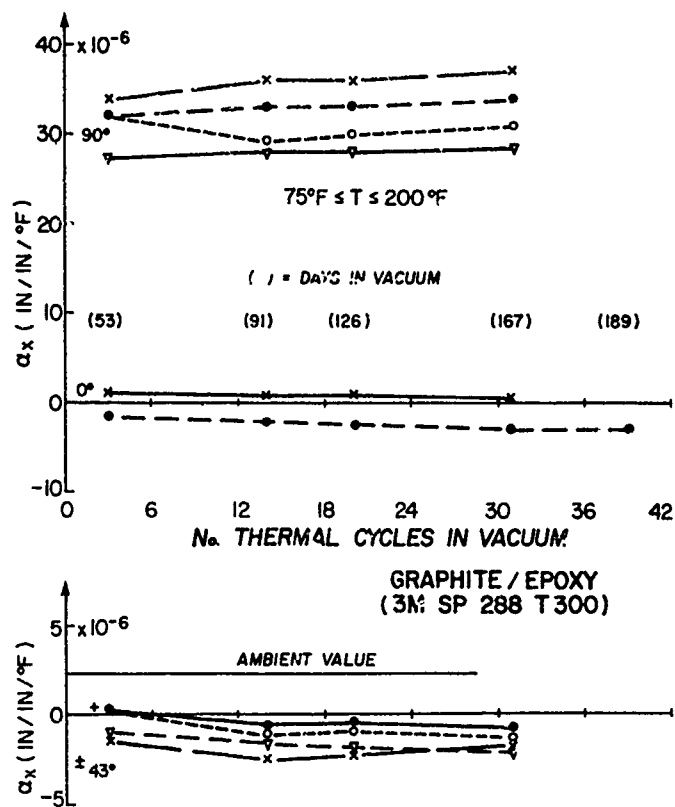 40 x10⁻⁶
30
90°
75°F ≤ T ≤ 200°F
20
( ) = DAYS IN VACUUM
αx ( IN/IN/°F)
10
(53) (91) (126) (167) (189)
0°
0
-10
0 6 12 18 30 24 36 42
No. THERMAL CYCLES IN VACUUM
GRAPHITE / EPOXY
(3M SP 288 T300)
5 x10⁻⁶
AMBIENT VALUE
αx (IN/IN/°F)
+
0
± 43°
-5